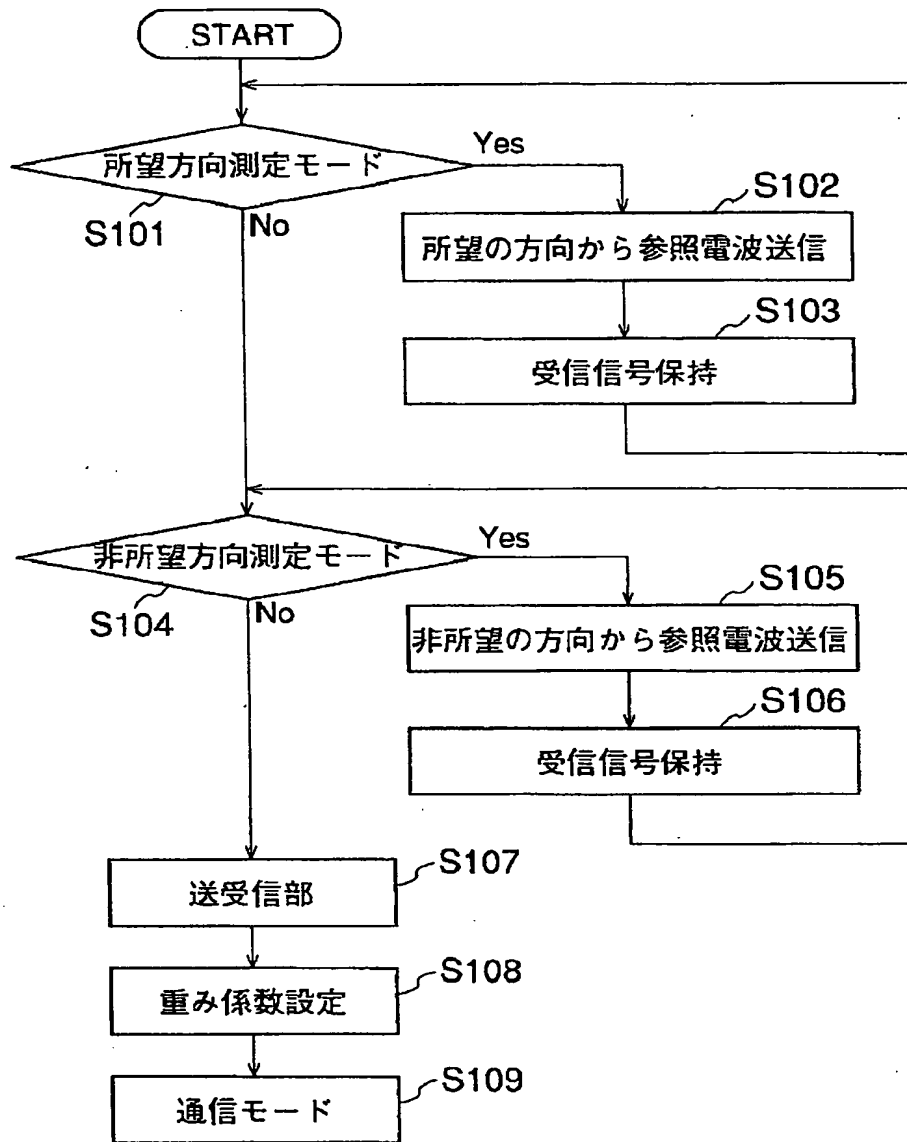 START
所望方向測定モード
Yes
S101
No
S102
所望の方向から参照電波送信
S103
受信信号保持
非所望方向測定モード
Yes
S104
No
S105
非所望の方向から参照電波送信
S106
受信信号保持
S107
送受信部
S108
重み係数設定
S109
通信モード